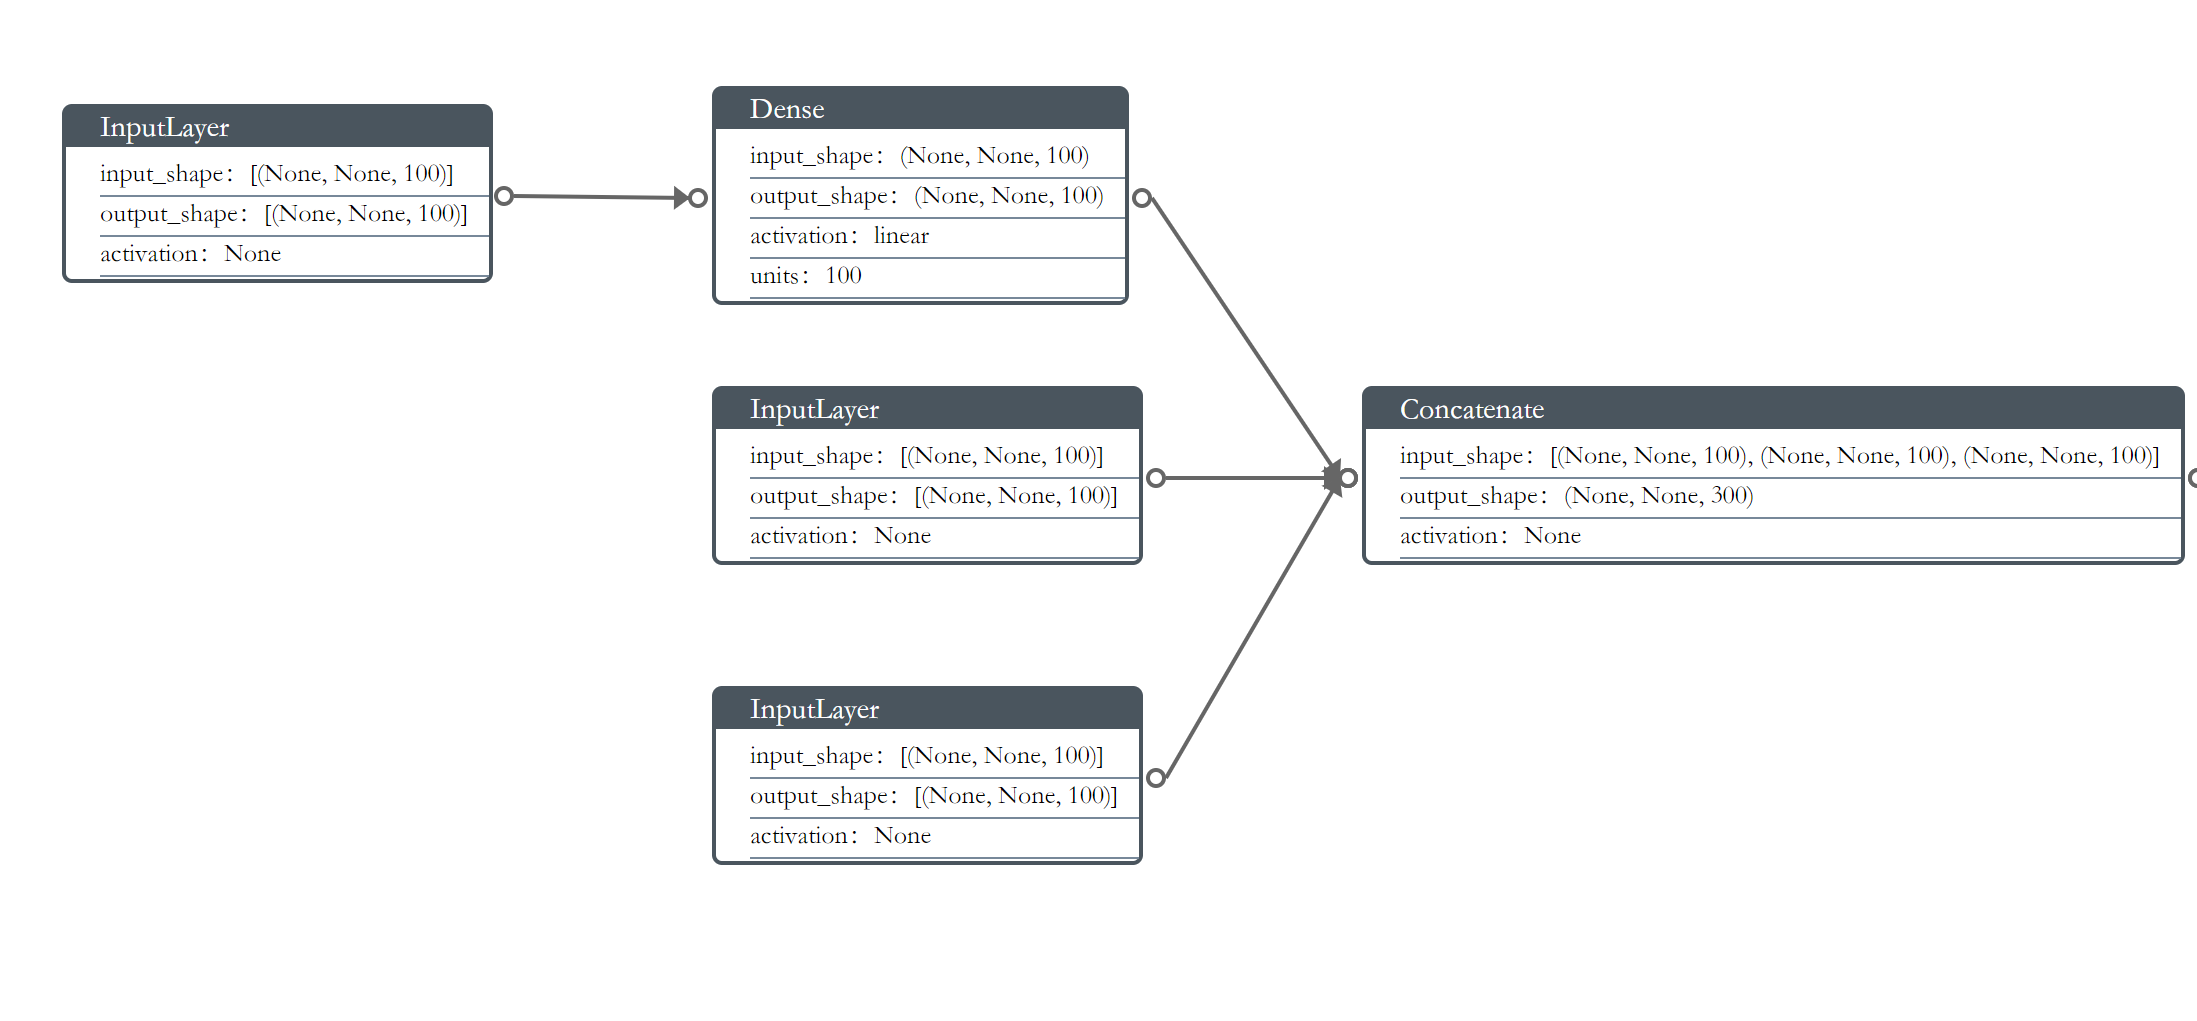 InputLayer
input_shape: [(None, None, 100)]
output_shape: [(None, None, 100)]
activation: None
Dense
input_shape: (None, None, 100)
output_shape: (None, None, 100)
activation: linear
units: 100
InputLayer
input_shape: [(None, None, 100)]
output_shape: [(None, None, 100)]
activation: None
InputLayer
input_shape: [(None, None, 100)]
output_shape: [(None, None, 100)]
activation: None
Concatenate
input_shape: [(None, None, 100), (None, None, 100), (None, None, 100)]
output_shape: (None, None, 300)
activation: None